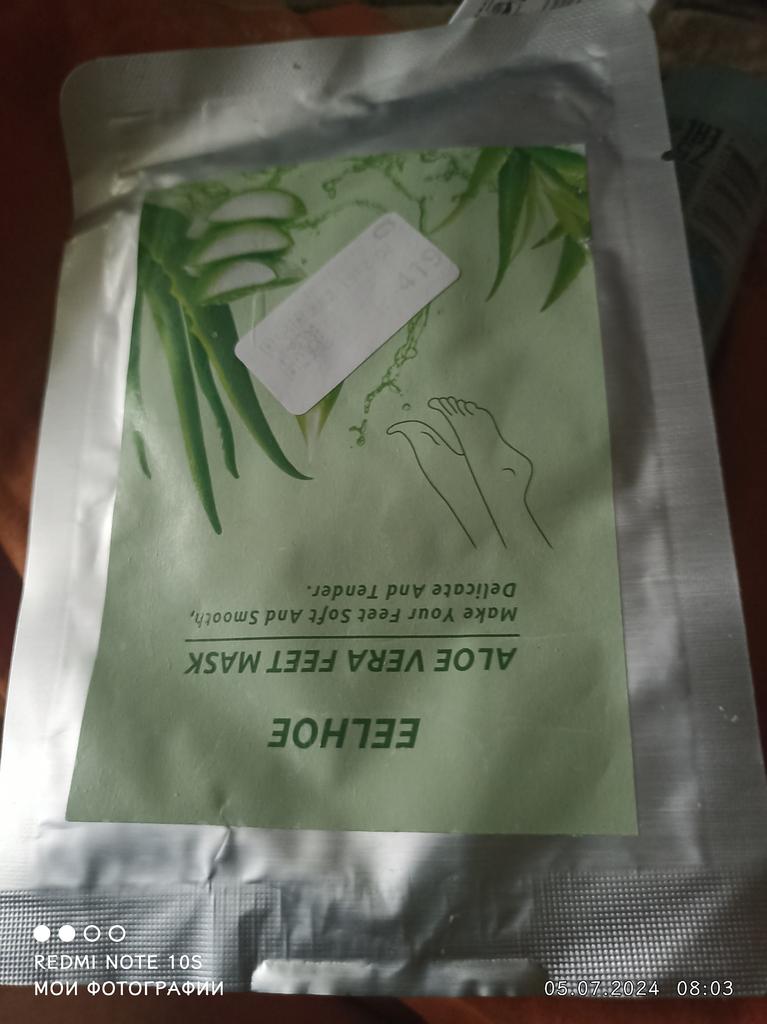 EELHOE
ALOE VERA FEET MASK
Make Your Feet Soft And Smooth,
Delicate And Tender.
419
REDMI NOTE 10S
МОИ ФОТОГРАФИИ
05.07.2024 08:03